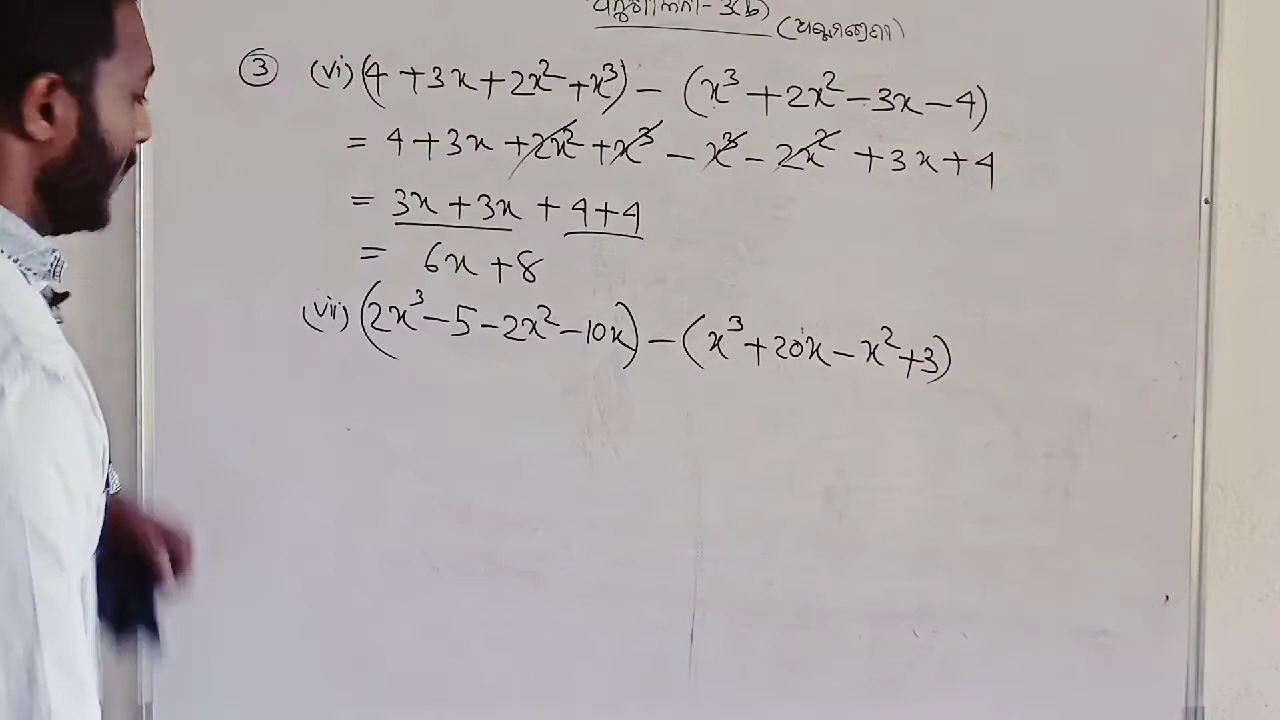 3(b)
③ (vi) (4 + 3x + 2x² + x³) - (x³ + 2x² - 3x - 4)
= 4 + 3x + 2x² + x³ - x³ - 2x² + 3x + 4
= 3x + 3x + 4 + 4
= 6x + 8
(vii) (2x³ - 5 - 2x² - 10x) - (x³ + 20x - x² + 3)